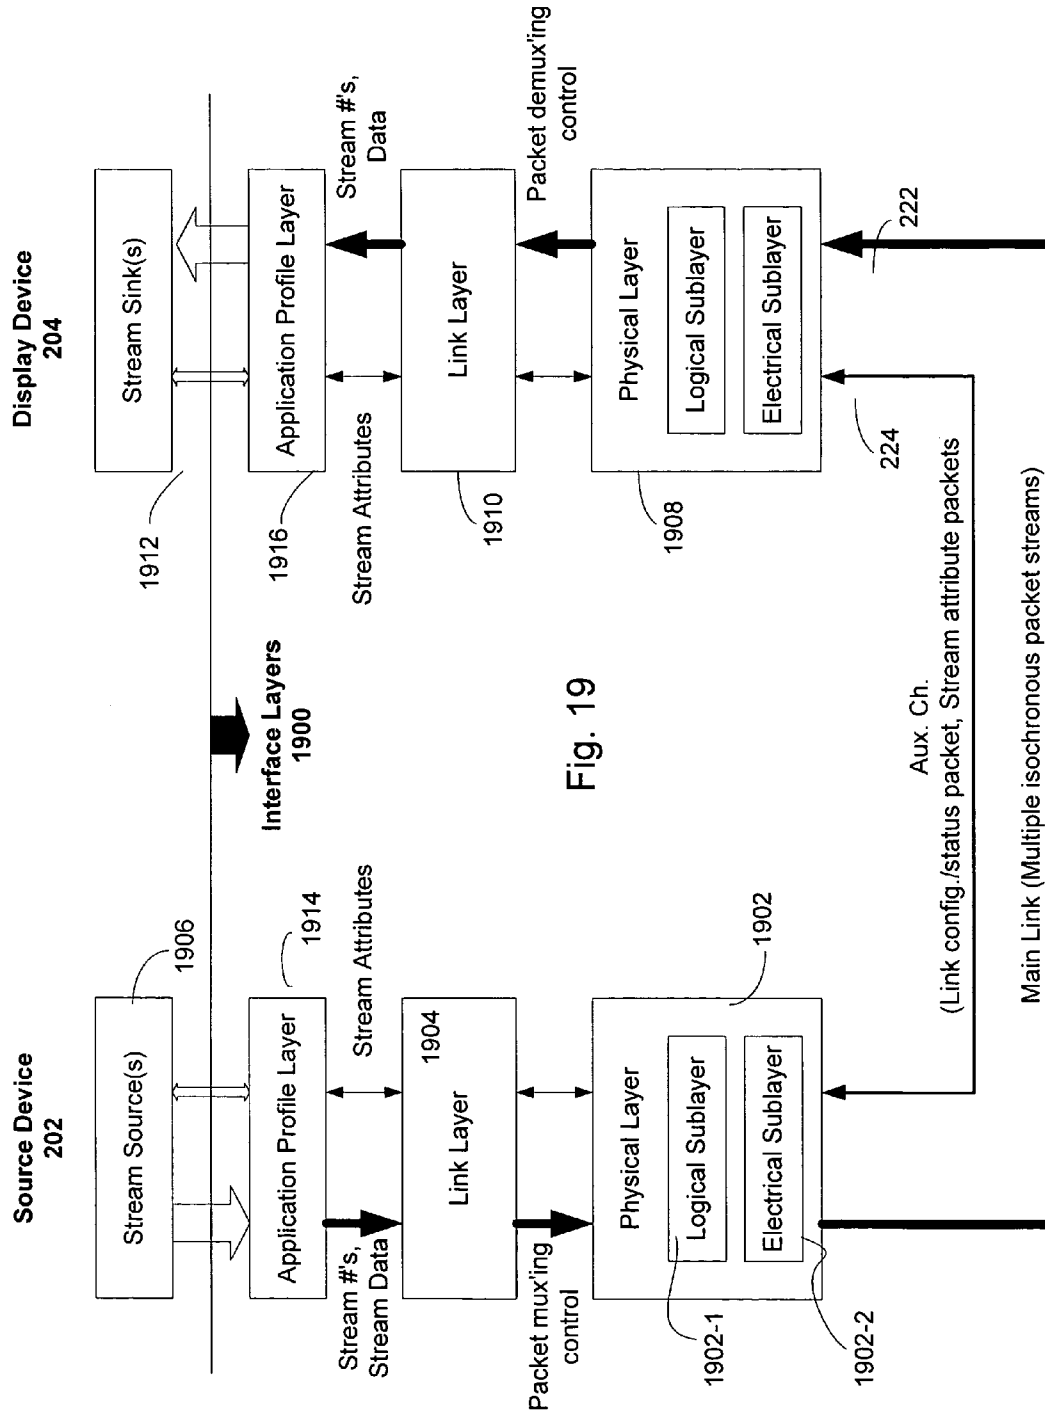 Source Device
202
Display Device
204
Stream Source(s)
1906
Stream Sink(s)
1912
Interface Layers
1900
Application Profile Layer
1914
Application Profile Layer
1916
Stream #'s,
Stream Data
Stream Attributes
Stream Attributes
Stream #'s,
Data
1904
Link Layer
Link Layer
1910
Packet mux'ing
control
Packet demux'ing
control
Fig. 19
Physical Layer
1902
Logical Sublayer
Electrical Sublayer
1902-1
1902-2
Physical Layer
1908
Logical Sublayer
Electrical Sublayer
224
222
Aux. Ch.
(Link config./status packet, Stream attribute packets
Main Link (Multiple isochronous packet streams)